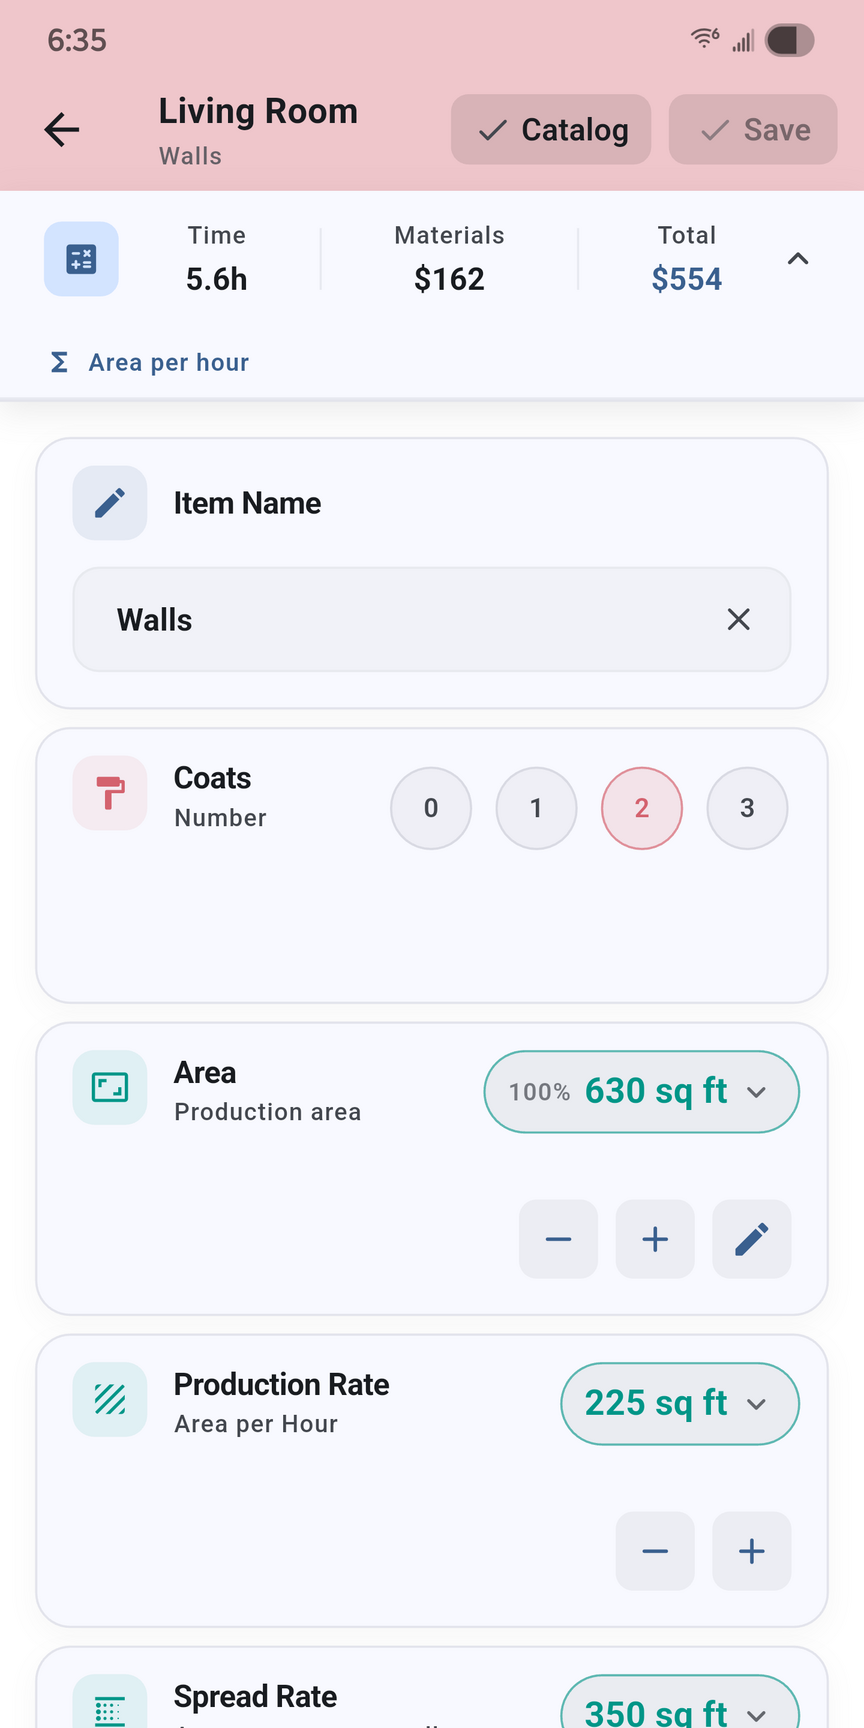 6:35
Living Room
Walls
Catalog
Save
Time
5.6h
Materials
$162
Total
$554
Σ Area per hour
Item Name
Walls
Coats
Number
0
1
2
3
Area
Production area
100% 630 sq ft
Production Rate
Area per Hour
225 sq ft
Spread Rate
350 sq ft